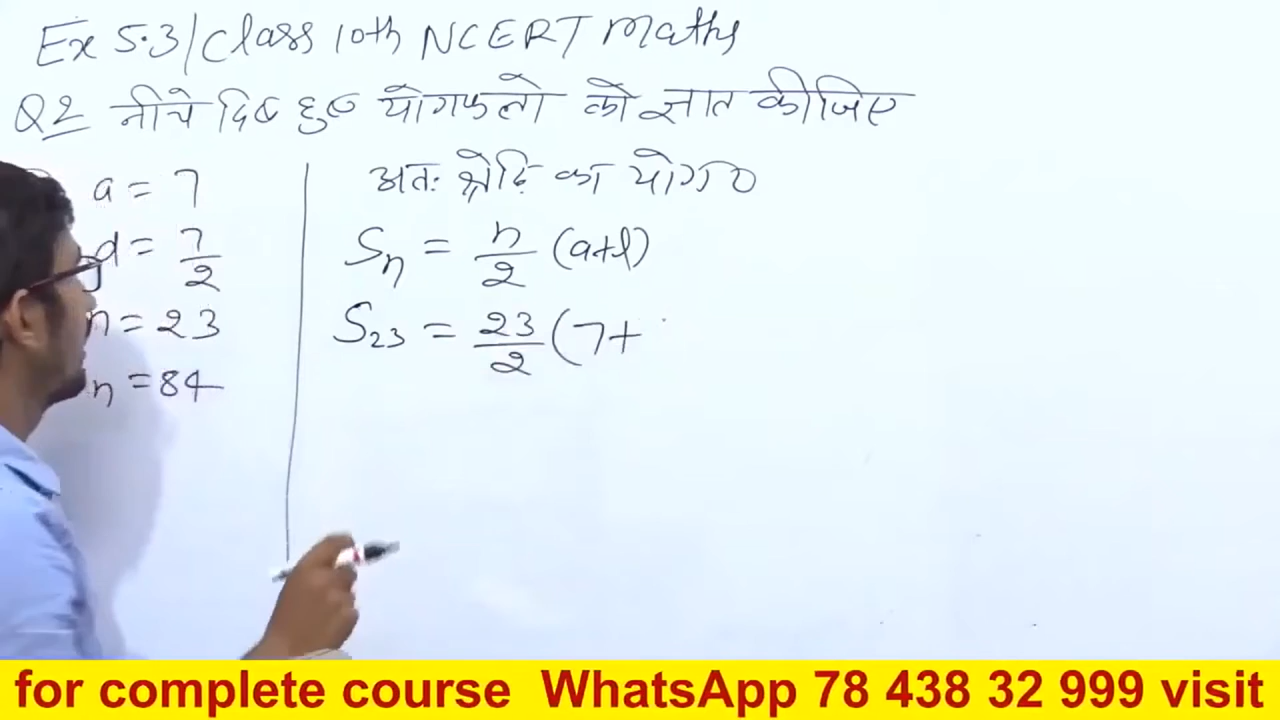 Ex 5.3/Class 10th NCERT Maths
Q2 नीचे दिए हुए योगफलो को ज्ञात कीजिए
a = 7
d = 7/2
n = 23
n = 84
अतः श्रेढि का योग
Sn = n/2 (a+l)
S23 = 23/2 (7+
for complete course WhatsApp 78 438 32 999 visit